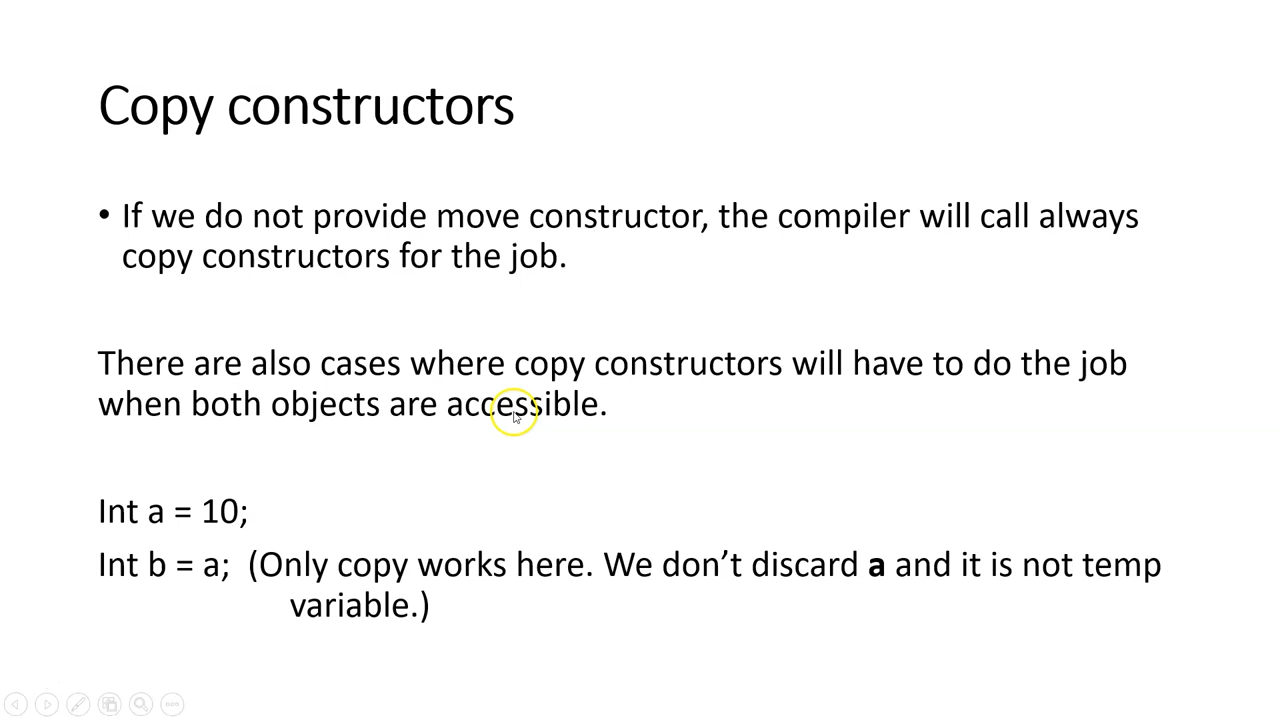 Copy constructors
• If we do not provide move constructor, the compiler will call always
copy constructors for the job.
There are also cases where copy constructors will have to do the job
when both objects are accessible.
Int a = 10;
Int b = a; (Only copy works here. We don’t discard a and it is not temp
variable.)